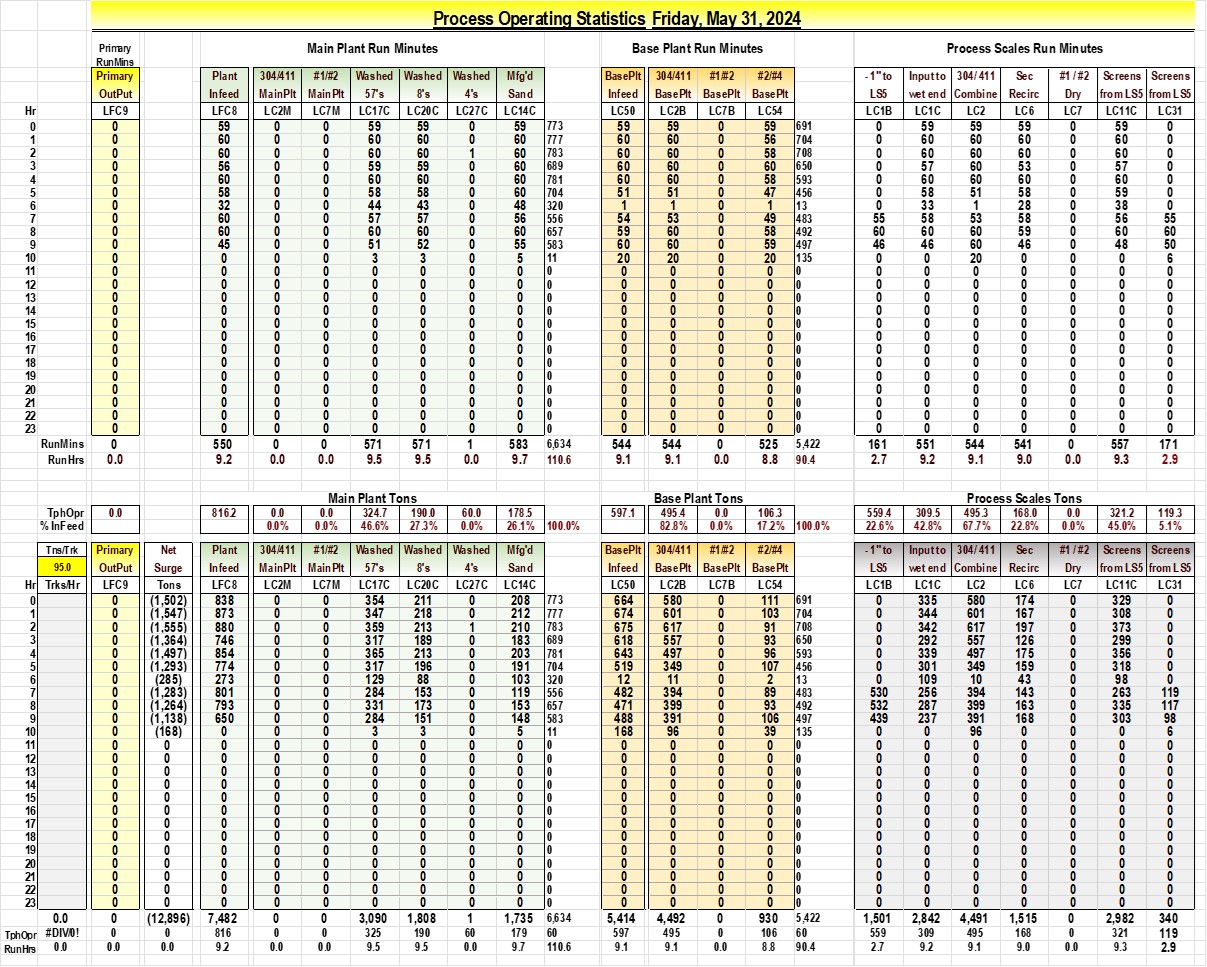 Process Operating Statistics Friday, May 31, 2024
Primary Main Plant Run Minutes Base Plant Run Minutes Process Scales Run Minutes
RunMins
Primary Plant 304/411 #1/#2 Washed Washed Washed Mfg'd BasePlt 304/411 #1/#2 #2/#4 -1" to Input to 304/411 Sec #1/#2 Screens Screens
OutPut Infeed MainPlt MainPlt 57's 8's 4's Sand Infeed BasePlt BasePlt BasePlt LS5 wet end Combine Recirc Dry from LS5 from LS5
Hr LFC9 LFC8 LC2M LC7M LC17C LC20C LC27C LC14C LC50 LC2B LC7B LC54 LC1B LC1C LC2 LC6 LC7 LC11C LC31
0 0 59 0 0 59 59 0 59 773 59 59 0 59 691 0 59 59 59 0 59 0
1 0 60 0 0 60 60 0 60 777 60 60 0 56 704 0 60 60 60 0 60 0
2 0 60 0 0 60 60 1 60 783 60 60 0 58 708 0 60 60 60 0 60 0
3 0 56 0 0 59 59 0 60 689 60 60 0 60 650 0 57 60 53 0 57 0
4 0 60 0 0 60 60 0 60 781 60 60 0 58 593 0 60 60 60 0 60 0
5 0 58 0 0 58 58 0 60 704 51 51 0 47 456 0 58 51 58 0 59 0
6 0 32 0 0 44 43 0 48 320 1 1 0 1 13 0 33 1 28 0 38 0
7 0 60 0 0 57 57 0 56 556 54 53 0 49 483 55 58 53 58 0 56 55
8 0 60 0 0 60 60 0 60 657 59 60 0 58 492 60 60 60 59 0 60 60
9 0 45 0 0 51 52 0 55 583 60 60 0 59 497 46 46 60 46 0 48 50
10 0 0 0 0 3 3 0 5 11 20 20 0 20 135 0 0 20 0 0 0 6
11 0 0 0 0 0 0 0 0 0 0 0 0 0 0 0 0 0 0 0 0 0
12 0 0 0 0 0 0 0 0 0 0 0 0 0 0 0 0 0 0 0 0 0
13 0 0 0 0 0 0 0 0 0 0 0 0 0 0 0 0 0 0 0 0 0
14 0 0 0 0 0 0 0 0 0 0 0 0 0 0 0 0 0 0 0 0 0
15 0 0 0 0 0 0 0 0 0 0 0 0 0 0 0 0 0 0 0 0 0
16 0 0 0 0 0 0 0 0 0 0 0 0 0 0 0 0 0 0 0 0 0
17 0 0 0 0 0 0 0 0 0 0 0 0 0 0 0 0 0 0 0 0 0
18 0 0 0 0 0 0 0 0 0 0 0 0 0 0 0 0 0 0 0 0 0
19 0 0 0 0 0 0 0 0 0 0 0 0 0 0 0 0 0 0 0 0 0
20 0 0 0 0 0 0 0 0 0 0 0 0 0 0 0 0 0 0 0 0 0
21 0 0 0 0 0 0 0 0 0 0 0 0 0 0 0 0 0 0 0 0 0
22 0 0 0 0 0 0 0 0 0 0 0 0 0 0 0 0 0 0 0 0 0
23 0 0 0 0 0 0 0 0 0 0 0 0 0 0 0 0 0 0 0 0 0
RunMins 0 550 0 0 571 571 1 583 6,634 544 544 0 525 5,422 161 551 544 541 0 557 171
RunHrs 0.0 9.2 0.0 0.0 9.5 9.5 0.0 9.7 110.6 9.1 9.1 0.0 8.8 90.4 2.7 9.2 9.1 9.0 0.0 9.3 2.9
Main Plant Tons Base Plant Tons Process Scales Tons
TphOpr 0.0 816.2 0.0 0.0 324.7 190.0 60.0 178.5 597.1 495.4 0.0 106.3 559.4 309.5 495.3 168.0 0.0 321.2 119.3
% InFeed 0.0% 0.0% 46.6% 27.3% 0.0% 26.1% 100.0% 82.8% 0.0% 17.2% 100.0% 22.6% 42.8% 67.7% 22.8% 0.0% 45.0% 5.1%
Tns/Trk Primary Net Plant 304/411 #1/#2 Washed Washed Washed Mfg'd BasePlt 304/411 #1/#2 #2/#4 -1" to Input to 304/411 Sec #1/#2 Screens Screens
95.0 OutPut Surge Infeed MainPlt MainPlt 57's 8's 4's Sand Infeed BasePlt BasePlt BasePlt LS5 wet end Combine Recirc Dry from LS5 from LS5
Hr Trks/Hr LFC9 Tons LFC8 LC2M LC7M LC17C LC20C LC27C LC14C LC50 LC2B LC7B LC54 LC1B LC1C LC2 LC6 LC7 LC11C LC31
0 0 (1,502) 838 0 0 354 211 0 208 773 664 580 0 111 691 0 335 580 174 0 329 0
1 0 (1,547) 873 0 0 347 218 0 212 777 674 601 0 103 704 0 344 601 167 0 308 0
2 0 (1,555) 880 0 0 359 213 1 210 783 675 617 0 91 708 0 342 617 197 0 373 0
3 0 (1,364) 746 0 0 317 189 0 183 689 618 557 0 93 650 0 292 557 126 0 299 0
4 0 (1,497) 854 0 0 365 213 0 203 781 643 497 0 96 593 0 339 497 175 0 356 0
5 0 (1,293) 774 0 0 317 196 0 191 704 519 349 0 107 456 0 301 349 159 0 318 0
6 0 (285) 273 0 0 129 88 0 103 320 12 11 0 2 13 0 109 10 43 0 98 0
7 0 (1,283) 801 0 0 284 153 0 119 556 482 394 0 89 483 530 256 394 143 0 263 119
8 0 (1,264) 793 0 0 331 173 0 153 657 471 399 0 93 492 532 287 399 163 0 335 117
9 0 (1,138) 650 0 0 284 151 0 148 583 488 391 0 106 497 439 237 391 168 0 303 98
10 0 (168) 0 0 0 3 3 0 5 11 168 96 0 39 135 0 0 96 0 0 0 6
11 0 0 0 0 0 0 0 0 0 0 0 0 0 0 0 0 0 0 0 0 0 0
12 0 0 0 0 0 0 0 0 0 0 0 0 0 0 0 0 0 0 0 0 0 0
13 0 0 0 0 0 0 0 0 0 0 0 0 0 0 0 0 0 0 0 0 0 0
14 0 0 0 0 0 0 0 0 0 0 0 0 0 0 0 0 0 0 0 0 0 0
15 0 0 0 0 0 0 0 0 0 0 0 0 0 0 0 0 0 0 0 0 0 0
16 0 0 0 0 0 0 0 0 0 0 0 0 0 0 0 0 0 0 0 0 0 0
17 0 0 0 0 0 0 0 0 0 0 0 0 0 0 0 0 0 0 0 0 0 0
18 0 0 0 0 0 0 0 0 0 0 0 0 0 0 0 0 0 0 0 0 0 0
19 0 0 0 0 0 0 0 0 0 0 0 0 0 0 0 0 0 0 0 0 0 0
20 0 0 0 0 0 0 0 0 0 0 0 0 0 0 0 0 0 0 0 0 0 0
21 0 0 0 0 0 0 0 0 0 0 0 0 0 0 0 0 0 0 0 0 0 0
22 0 0 0 0 0 0 0 0 0 0 0 0 0 0 0 0 0 0 0 0 0 0
23 0 0 0 0 0 0 0 0 0 0 0 0 0 0 0 0 0 0 0 0 0 0
0.0 0 (12,896) 7,482 0 0 3,090 1,808 1 1,735 6,634 5,414 4,492 0 930 5,422 1,501 2,842 4,491 1,515 0 2,982 340
TphOpr #DIV/0! 0 816 0 0 325 190 60 179 60 597 495 0 106 60 559 309 495 168 0 321 119
RunHrs 0.0 0.0 9.2 0.0 0.0 9.5 9.5 0.0 9.7 110.6 9.1 9.1 0.0 8.8 90.4 2.7 9.2 9.1 9.0 0.0 9.3 2.9